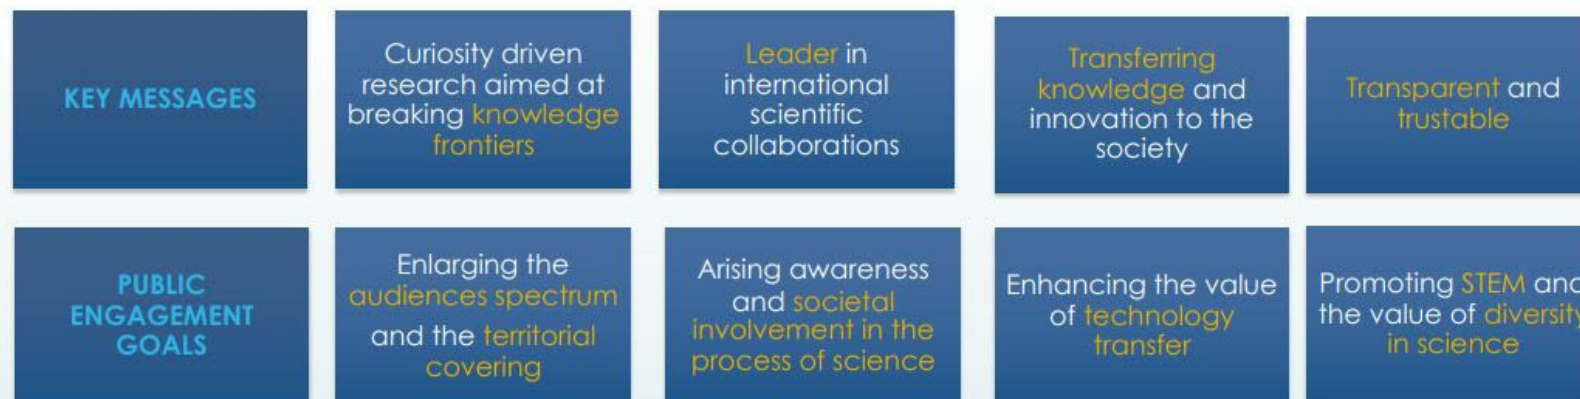 KEY MESSAGES
Curiosity driven
research aimed at
breaking knowledge
frontiers
Leader in
international
scientific
collaborations
Transferring
knowledge and
innovation to the
society
Transparent and
trustable
PUBLIC
ENGAGEMENT
GOALS
Enlarging the
audiences spectrum
and the territorial
covering
Arising awareness
and societal
involvement in the
process of science
Enhancing the value
of technology
transfer
Promoting STEM and
the value of diversity
in science